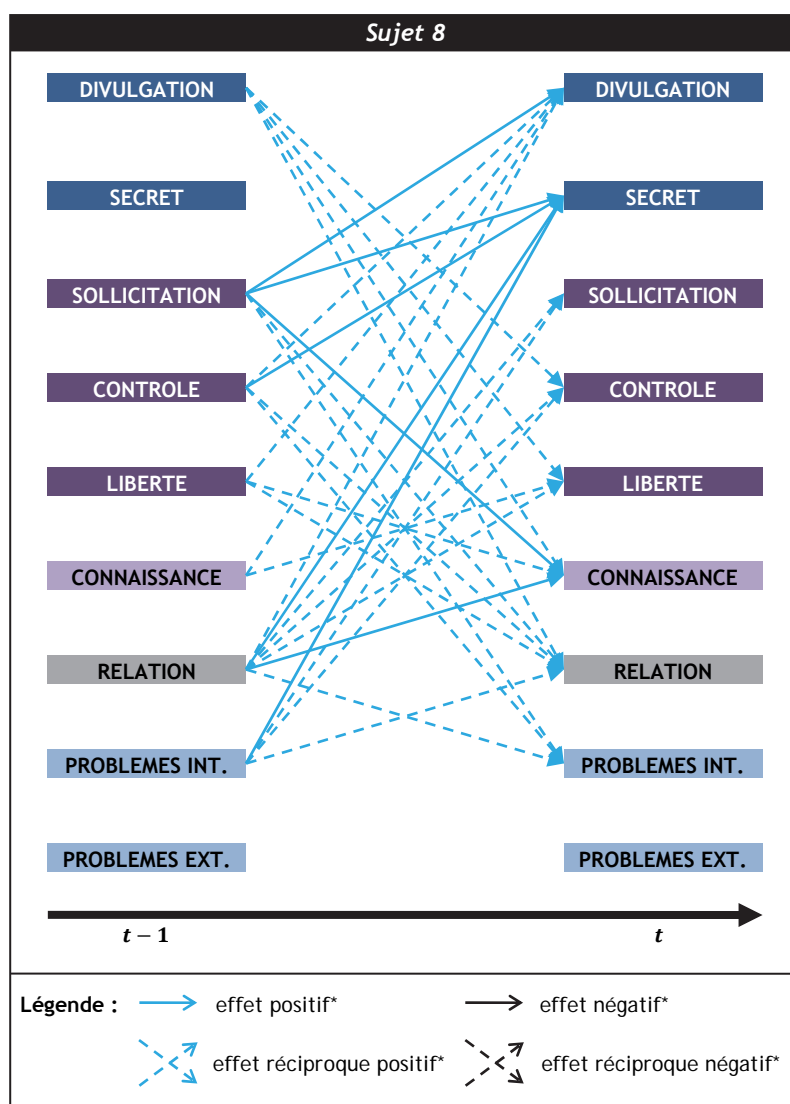 Sujet 8
DIVULGATION DIVULGATION
SECRET SECRET
SOLLICITATION SOLLICITATION
CONTROLE CONTROLE
LIBERTE LIBERTE
CONNAISSANCE CONNAISSANCE
RELATION RELATION
PROBLEMES INT. PROBLEMES INT.
PROBLEMES EXT. PROBLEMES EXT.
t − 1 t
Légende : effet positif* effet négatif*
effet réciproque positif* effet réciproque négatif*